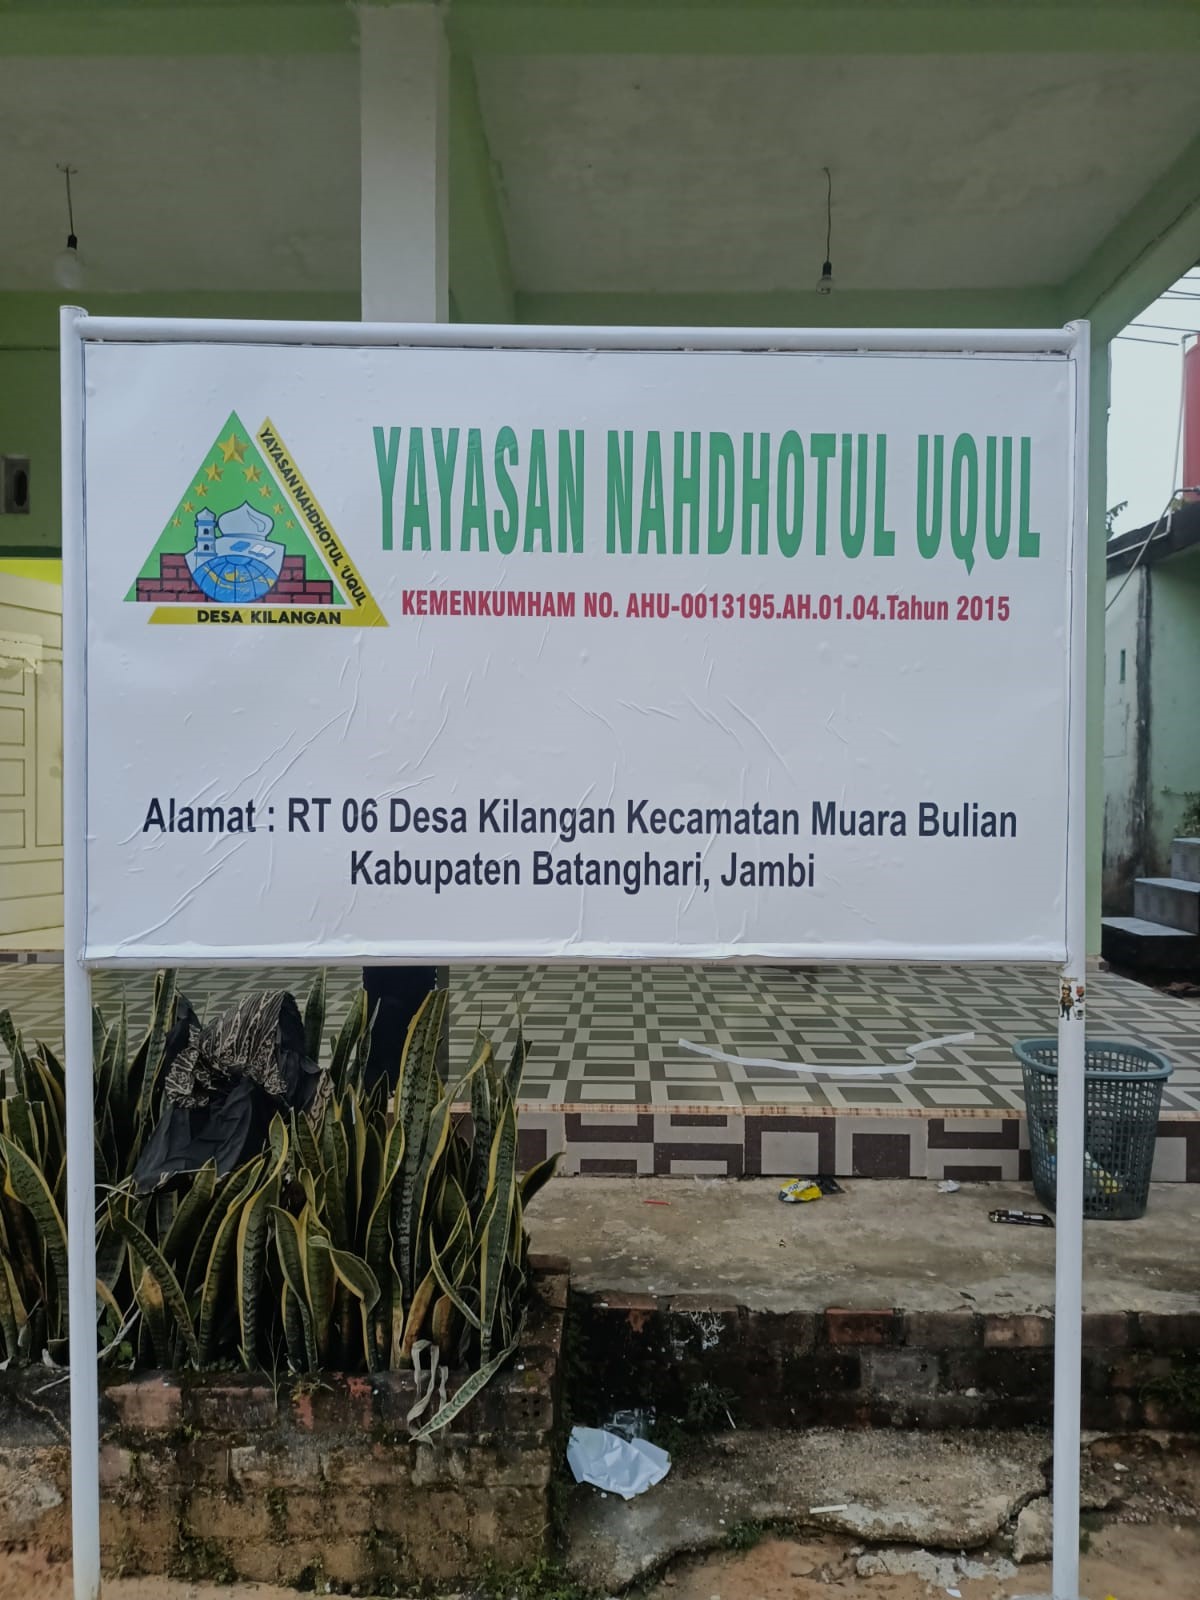 YAYASAN NAHDHOTUL 'UQUL
DESA KILANGAN
YAYASAN NAHDHOTUL UQUL
KEMENKUMHAM NO. AHU-0013195.AH.01.04.Tahun 2015
Alamat : RT 06 Desa Kilangan Kecamatan Muara Bulian
Kabupaten Batanghari, Jambi